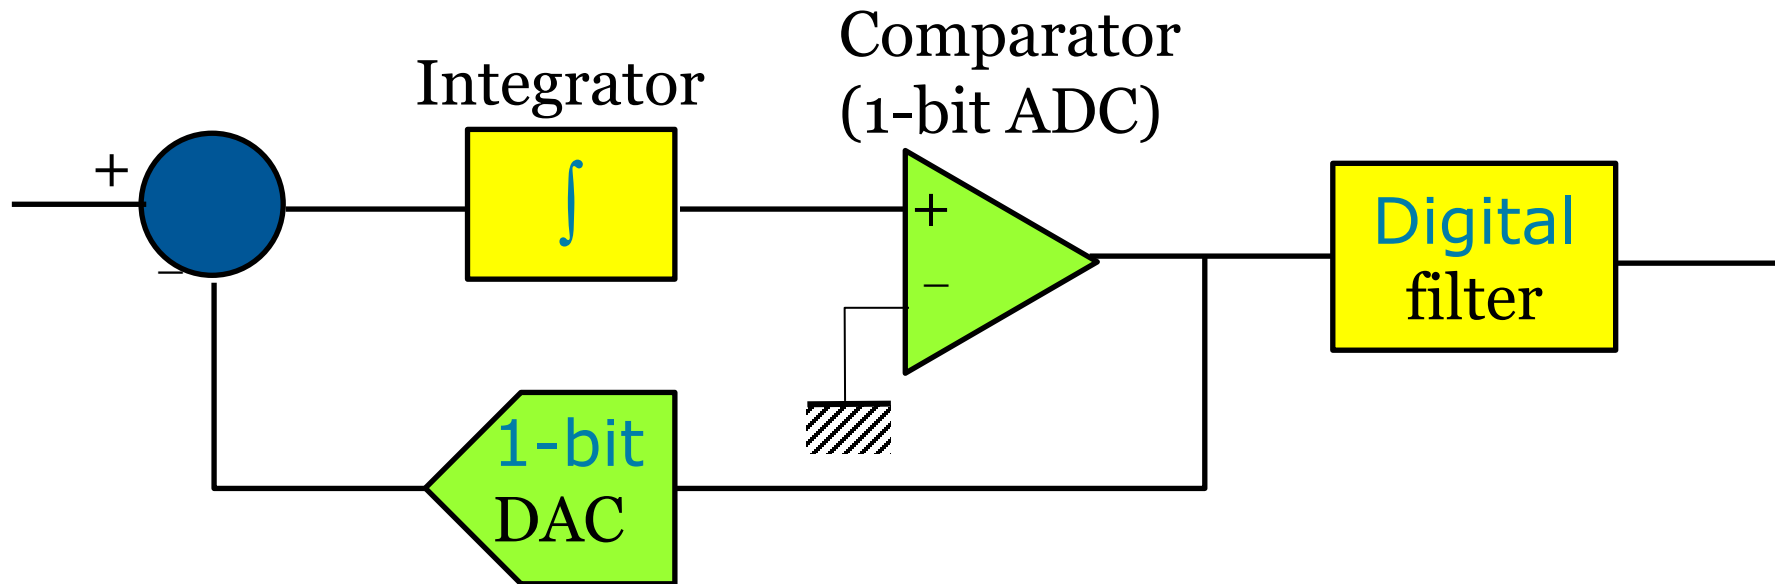 Comparator
(1-bit ADC)
Integrator
+
−
∫
+
−
Digital
filter
1-bit
DAC